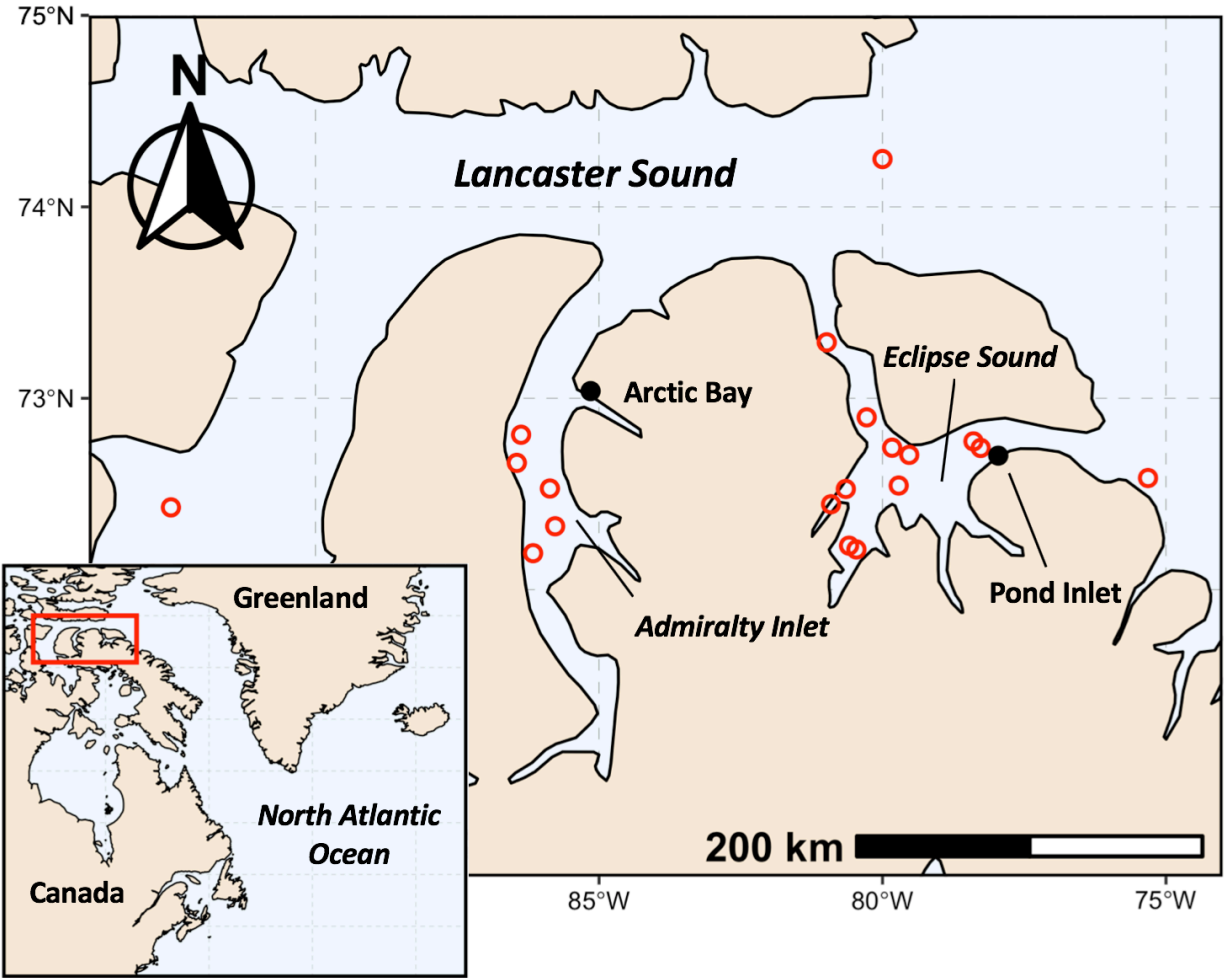 75°N
N
Lancaster Sound
74°N
Eclipse Sound
73°N
Arctic Bay
Pond Inlet
Admiralty Inlet
Greenland
North Atlantic
Ocean
Canada
200 km
85°W
80°W
75°W